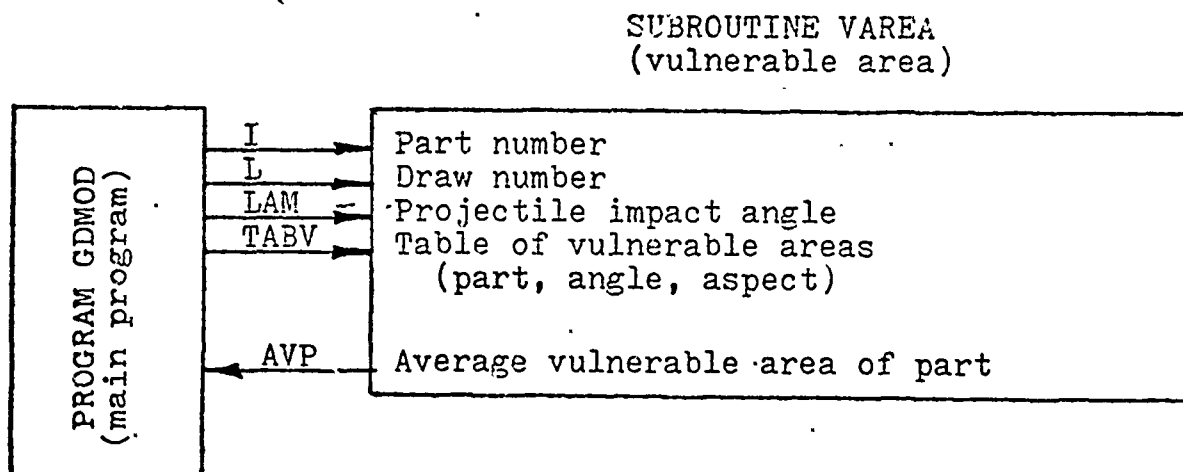 SUBROUTINE VAREA
(vulnerable area)
PROGRAM GDMOD
(main program)
I
Part number
L
Draw number
LAM
Projectile impact angle
TABV
Table of vulnerable areas
(part, angle, aspect)
AVP
Average vulnerable area of part